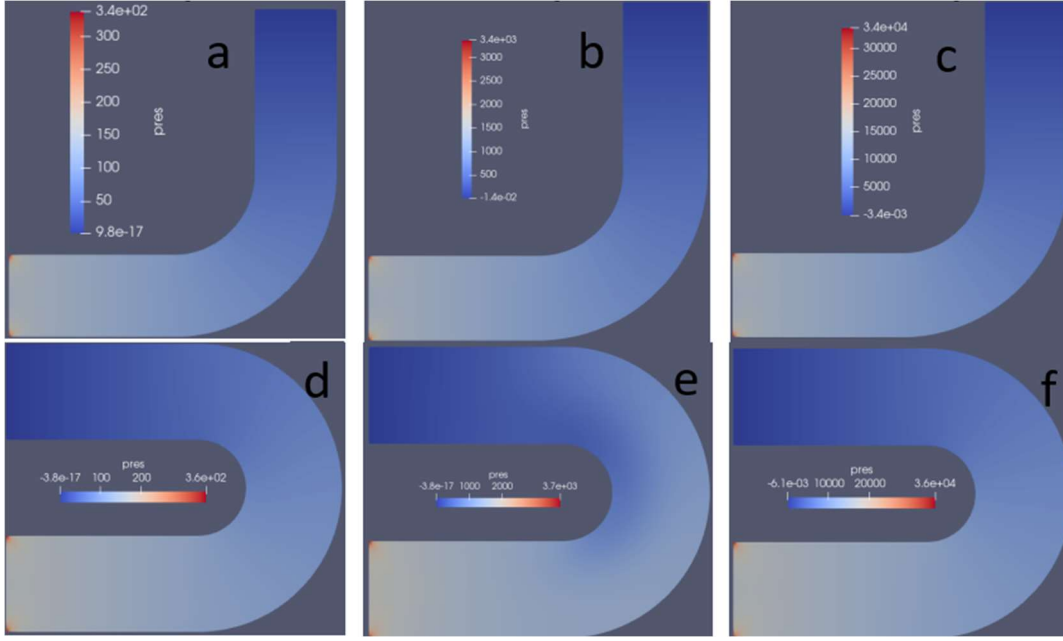 a
3.4e+02
300
250
200
150
100
50
9.8e-17
pres
b
3.4e+03
3000
2500
2000
1500
1000
500
-1.4e-02
pres
c
3.4e+04
30000
25000
20000
15000
10000
5000
-3.4e-03
pres
d
pres
-3.8e-17 100 200 3.6e+02
e
pres
-3.8e-17 1000 2000 3.7e+03
f
pres
-6.1e-03 10000 20000 3.6e+04